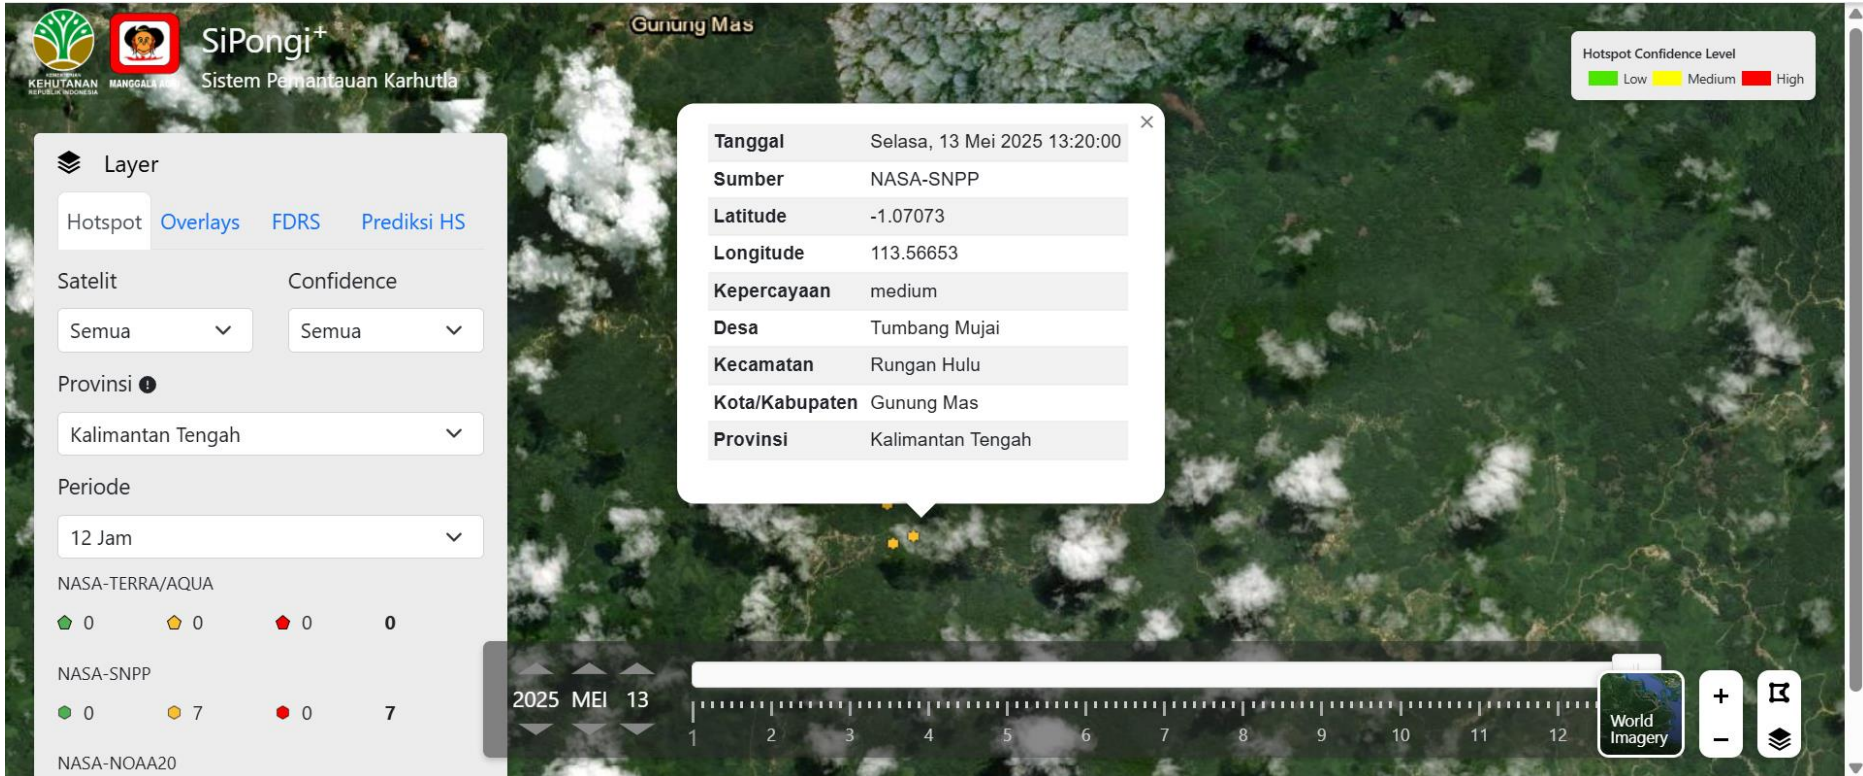 Gunung Mas
KEMENTERIAN
KEHUTANAN
REPUBLIK INDONESIA
MANGGALA AGNI
SiPongi+
Sistem Pemantauan Karhutla
Hotspot Confidence Level
Low Medium High
Layer
Hotspot Overlays FDRS Prediksi HS
Satelit Confidence
Semua Semua
Provinsi
Kalimantan Tengah
Periode
12 Jam
NASA-TERRA/AQUA
0 0 0 0
NASA-SNPP
0 7 0 7
NASA-NOAA20
Tanggal Selasa, 13 Mei 2025 13:20:00
Sumber NASA-SNPP
Latitude -1.07073
Longitude 113.56653
Kepercayaan medium
Desa Tumbang Mujai
Kecamatan Rungan Hulu
Kota/Kabupaten Gunung Mas
Provinsi Kalimantan Tengah
2025 MEI 13
1 2 3 4 5 6 7 8 9 10 11 12
World
Imagery
+
−